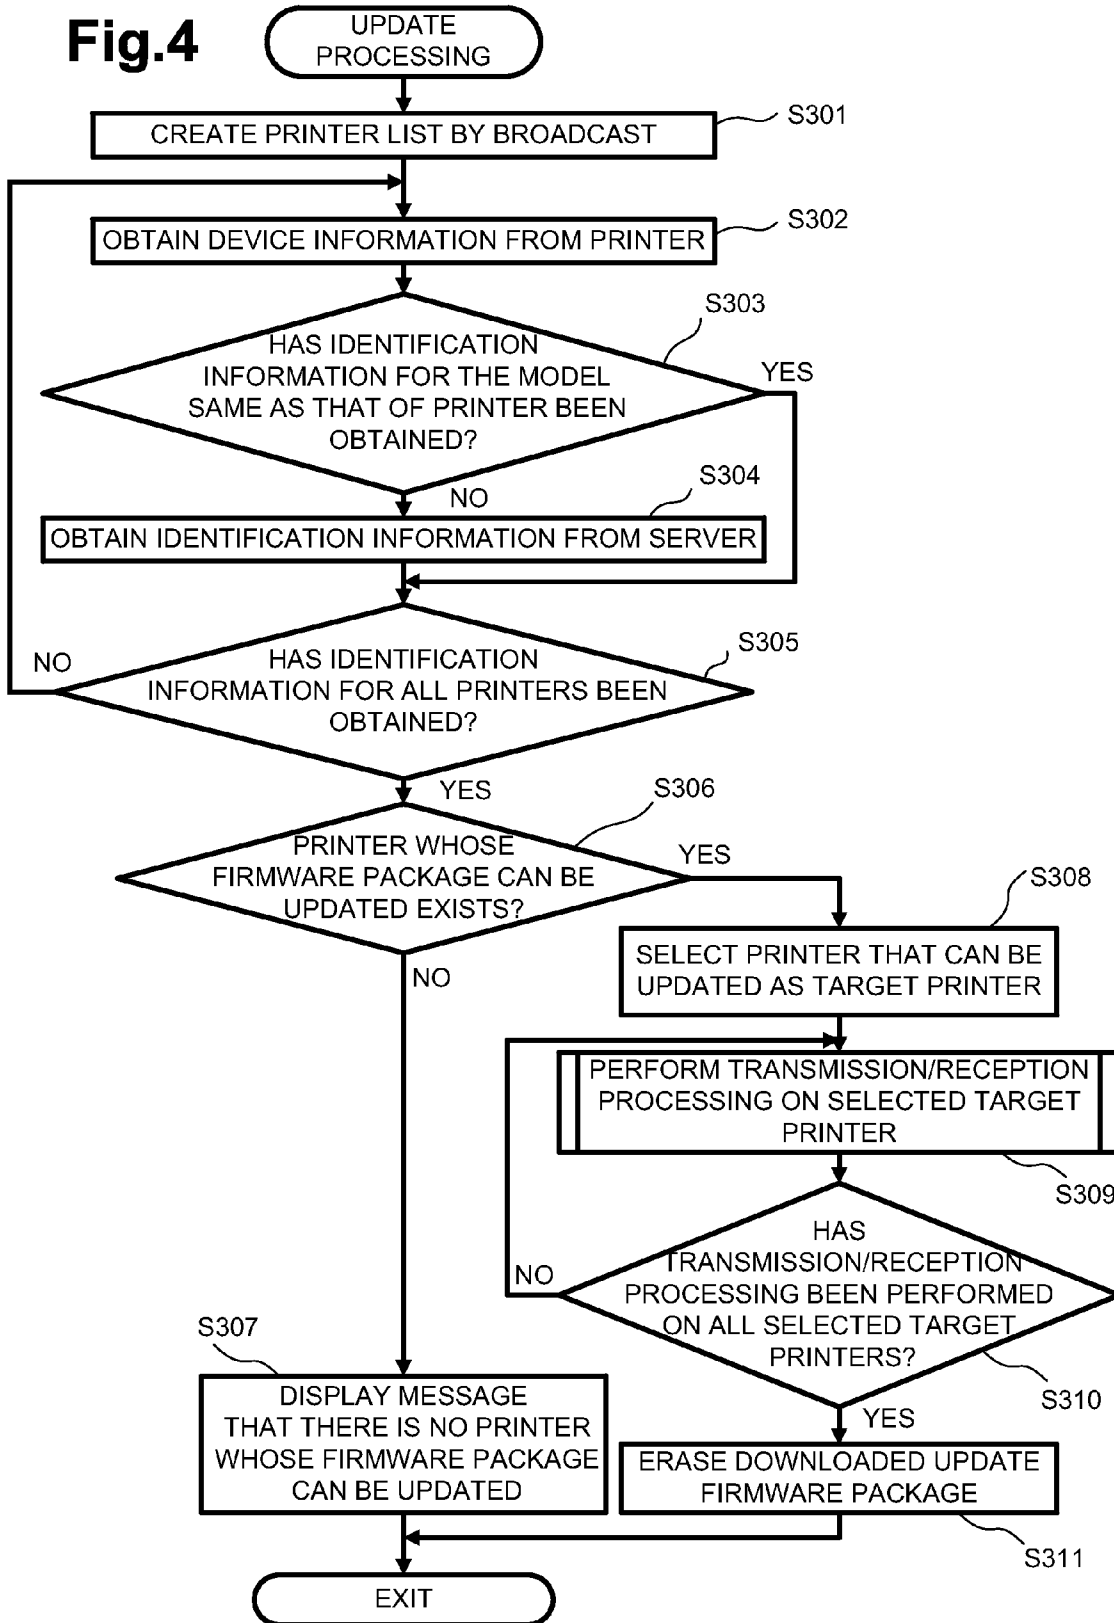 Fig.4
UPDATE
PROCESSING
CREATE PRINTER LIST BY BROADCAST
S301
OBTAIN DEVICE INFORMATION FROM PRINTER
S302
S303
HAS IDENTIFICATION
INFORMATION FOR THE MODEL
SAME AS THAT OF PRINTER BEEN
OBTAINED?
YES
NO
S304
OBTAIN IDENTIFICATION INFORMATION FROM SERVER
S305
NO
HAS IDENTIFICATION
INFORMATION FOR ALL PRINTERS BEEN
OBTAINED?
YES
S306
PRINTER WHOSE
FIRMWARE PACKAGE CAN BE
UPDATED EXISTS?
YES
NO
S308
SELECT PRINTER THAT CAN BE
UPDATED AS TARGET PRINTER
PERFORM TRANSMISSION/RECEPTION
PROCESSING ON SELECTED TARGET
PRINTER
S309
HAS
TRANSMISSION/RECEPTION
PROCESSING BEEN PERFORMED
ON ALL SELECTED TARGET
PRINTERS?
NO
S310
YES
S307
DISPLAY MESSAGE
THAT THERE IS NO PRINTER
WHOSE FIRMWARE PACKAGE
CAN BE UPDATED
ERASE DOWNLOADED UPDATE
FIRMWARE PACKAGE
S311
EXIT